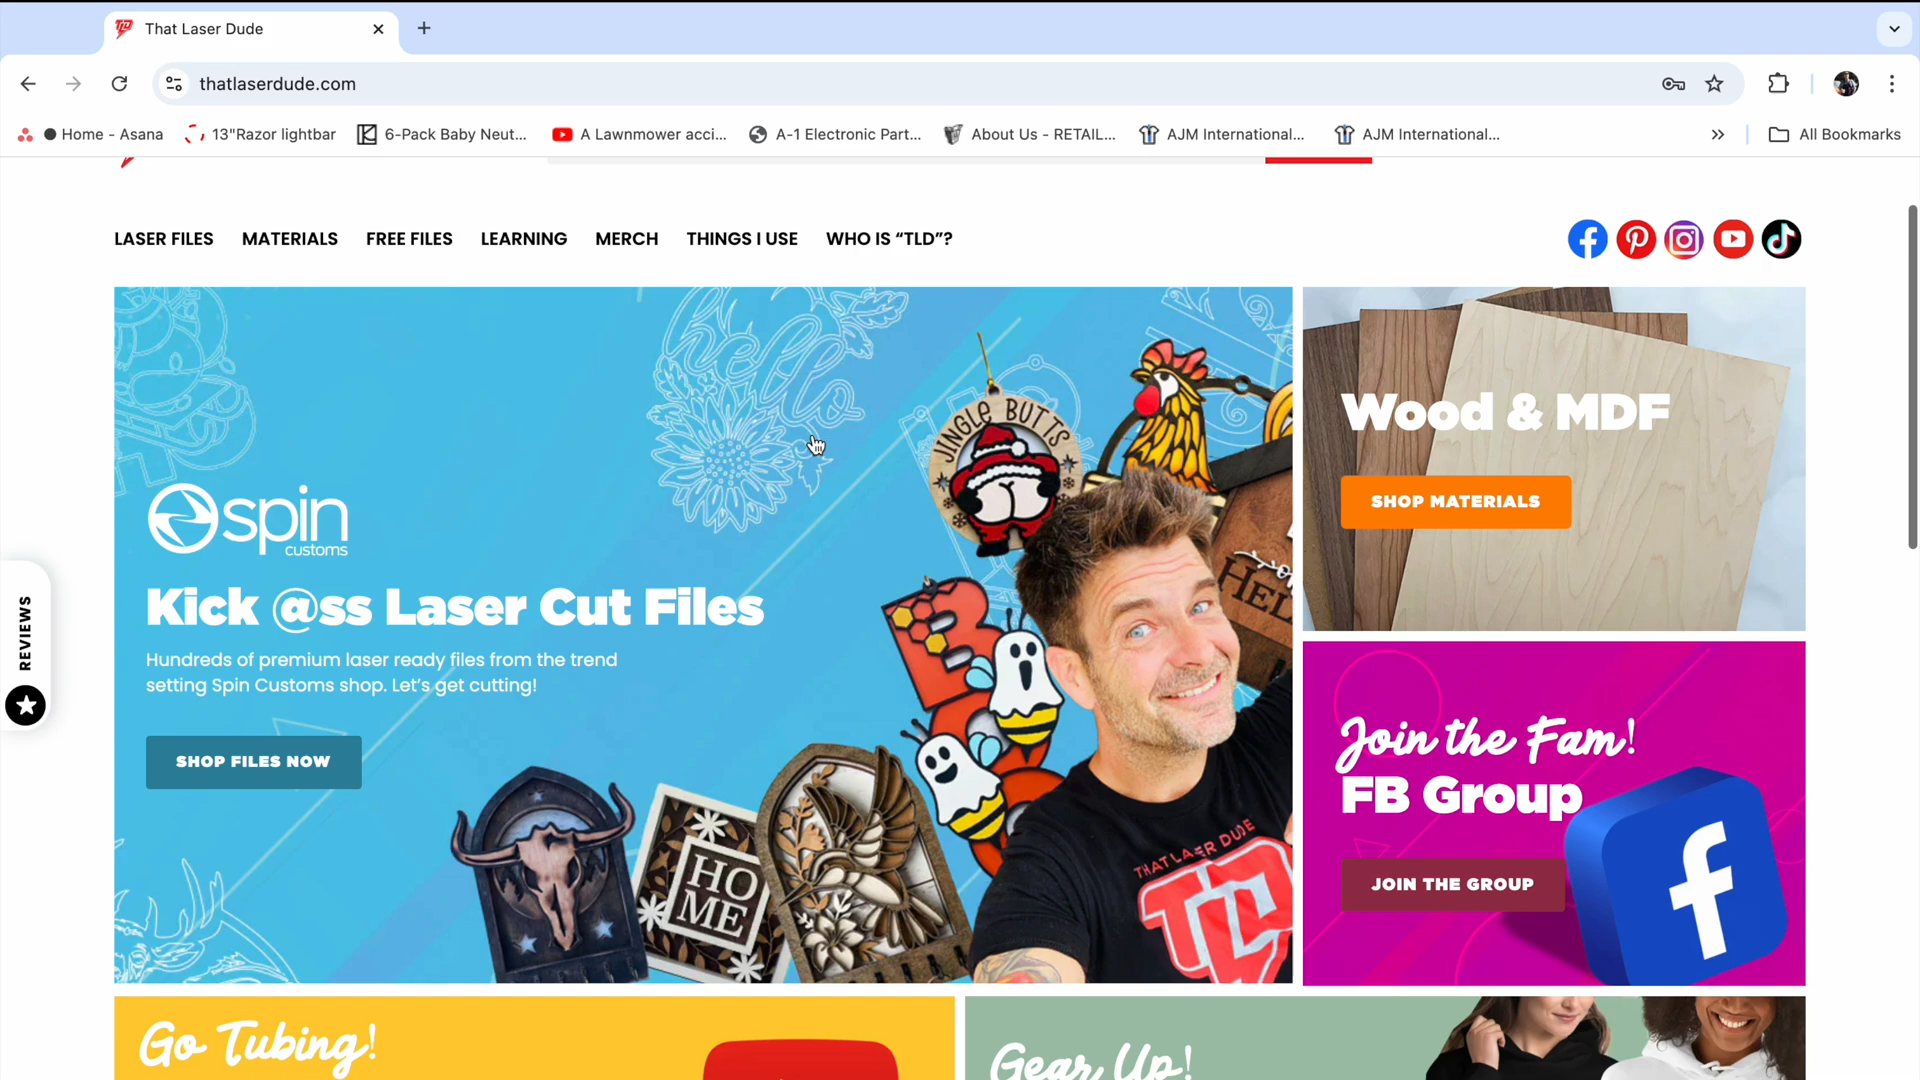 That Laser Dude
thatlaserdude.com
Home - Asana
13"Razor lightbar
6-Pack Baby Neut...
A Lawnmower acci...
A-1 Electronic Part...
About Us - RETAIL...
AJM International...
AJM International...
All Bookmarks
LASER FILES
MATERIALS
FREE FILES
LEARNING
MERCH
THINGS I USE
WHO IS “TLD”?
hello
JINGLE BUTTS
spin
customs
Kick @ss Laser Cut Files
Hundreds of premium laser ready files from the trend
setting Spin Customs shop. Let’s get cutting!
SHOP FILES NOW
HO
ME
THAT LASER DUDE
Wood & MDF
SHOP MATERIALS
Join the Fam!
FB Group
JOIN THE GROUP
REVIEWS
Go Tubing!
Gear Up!